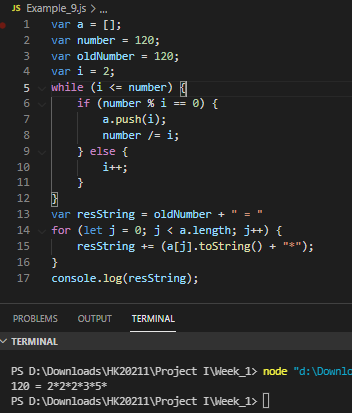 JS Example_9.js > ...
1 var a = [];
2 var number = 120;
3 var oldNumber = 120;
4 var i = 2;
5 while (i <= number) {
6 if (number % i == 0) {
7 a.push(i);
8 number /= i;
9 } else {
10 i++;
11 }
12 }
13 var resString = oldNumber + " = "
14 for (let j = 0; j < a.length; j++) {
15 resString += (a[j].toString() + "*");
16 }
17 console.log(resString);
PROBLEMS OUTPUT TERMINAL
TERMINAL
PS D:\Downloads\HK20211\Project I\Week_1> node "d:\Downlo
120 = 2*2*2*3*5*
PS D:\Downloads\HK20211\Project I\Week_1>